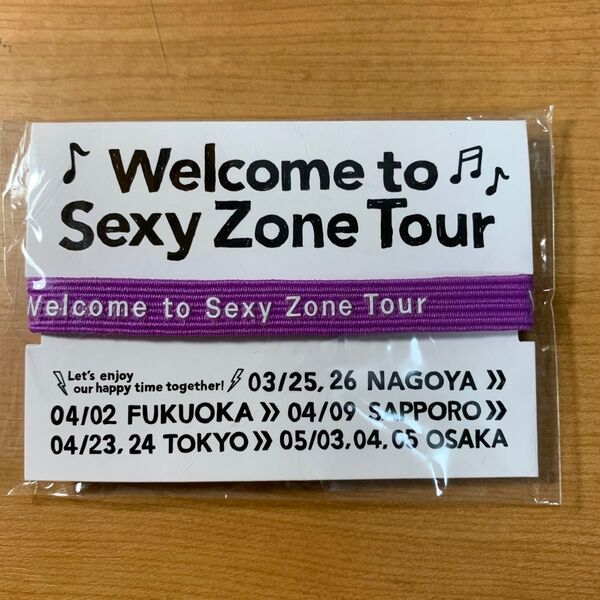 Welcome to
Sexy Zone Tour
Welcome to Sexy Zone Tour
Let's enjoy
our happy time together!
03/25, 26 NAGOYA »
04/02 FUKUOKA » 04/09 SAPPORO »
04/23, 24 TOKYO » 05/03, 04, 05 OSAKA